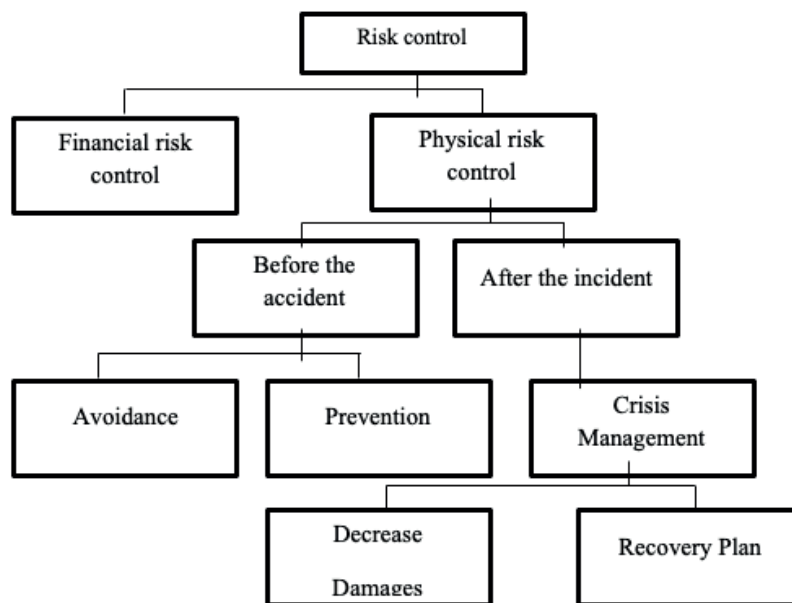 Risk control
Financial risk
control
Physical risk
control
Before the
accident
After the incident
Avoidance
Prevention
Crisis
Management
Decrease
Damages
Recovery Plan